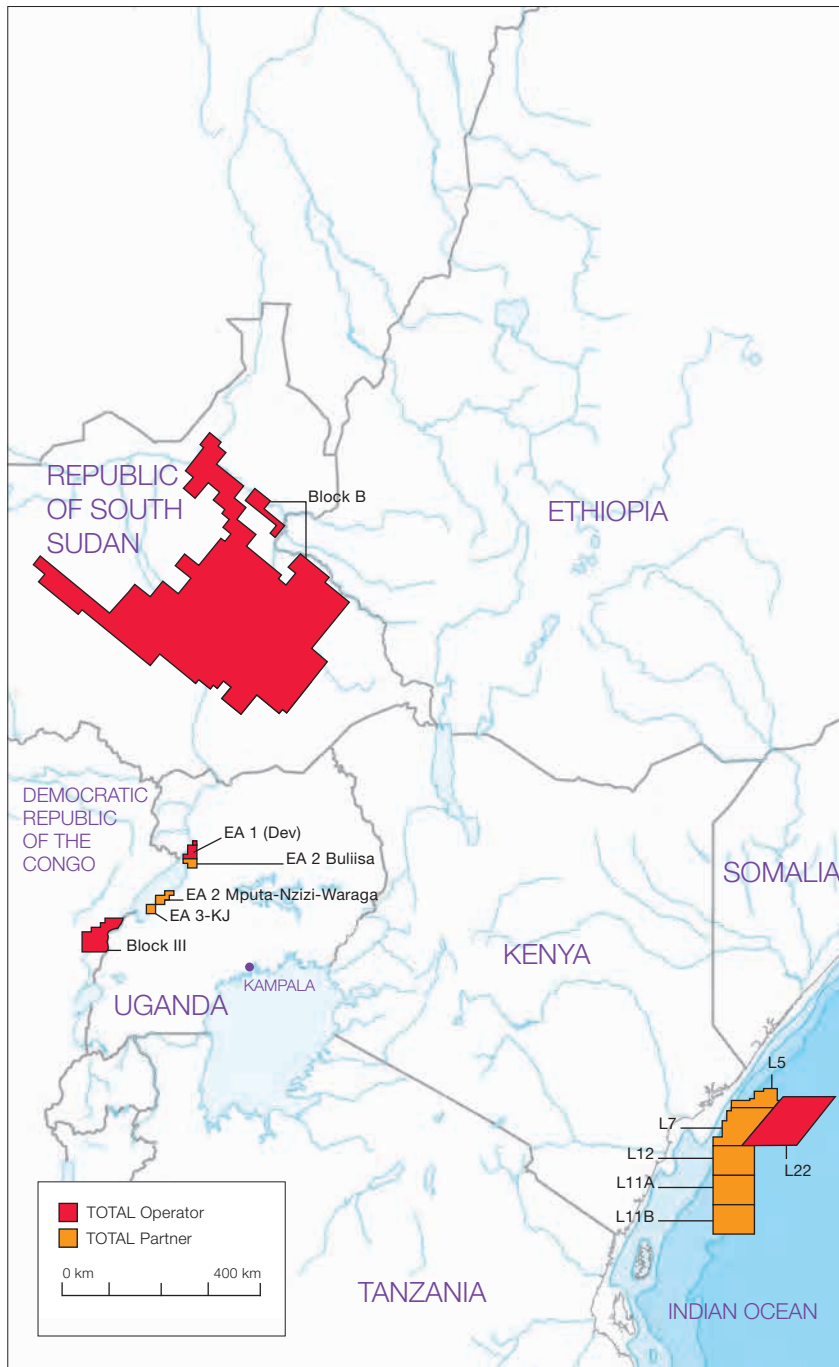 REPUBLIC
OF SOUTH
SUDAN
Block B
ETHIOPIA
DEMOCRATIC
REPUBLIC
OF THE
CONGO
EA 1 (Dev)
EA 2 Buliisa
EA 2 Mputa-Nzizi-Waraga
EA 3-KJ
Block III
SOMALIA
KENYA
KAMPALA
UGANDA
L5
L7
L12
L22
L11A
L11B
TOTAL Operator
TOTAL Partner
0 km 400 km
TANZANIA
INDIAN OCEAN